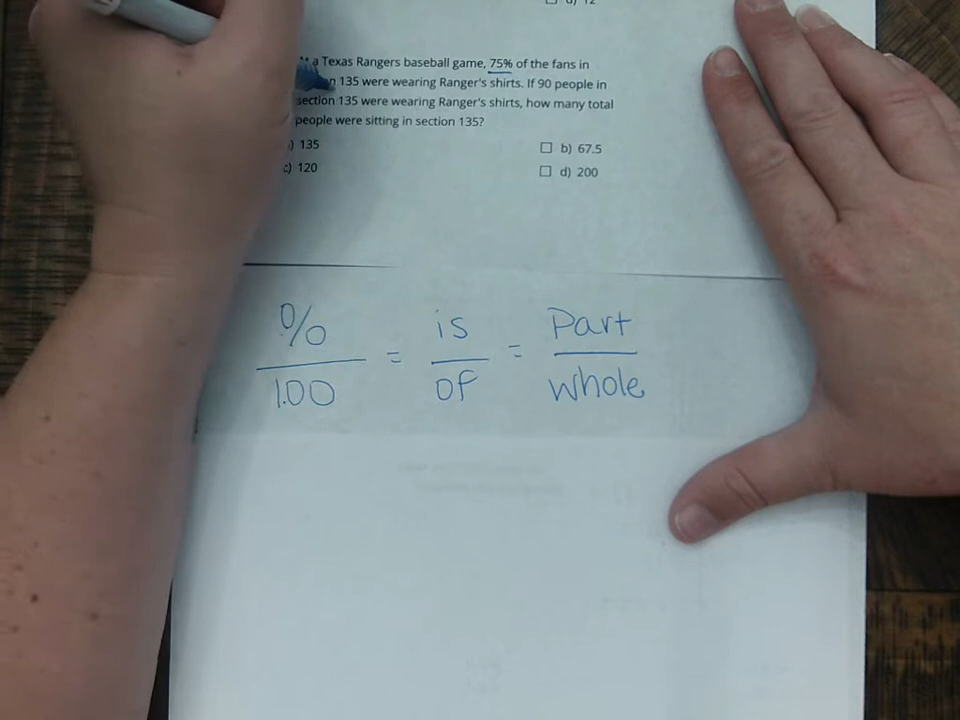 d) 12
a Texas Rangers baseball game, 75% of the fans in
135 were wearing Ranger's shirts. If 90 people in
section 135 were wearing Ranger's shirts, how many total
people were sitting in section 135?
) 135
b) 67.5
c) 120
d) 200
% = is = Part
100 of whole